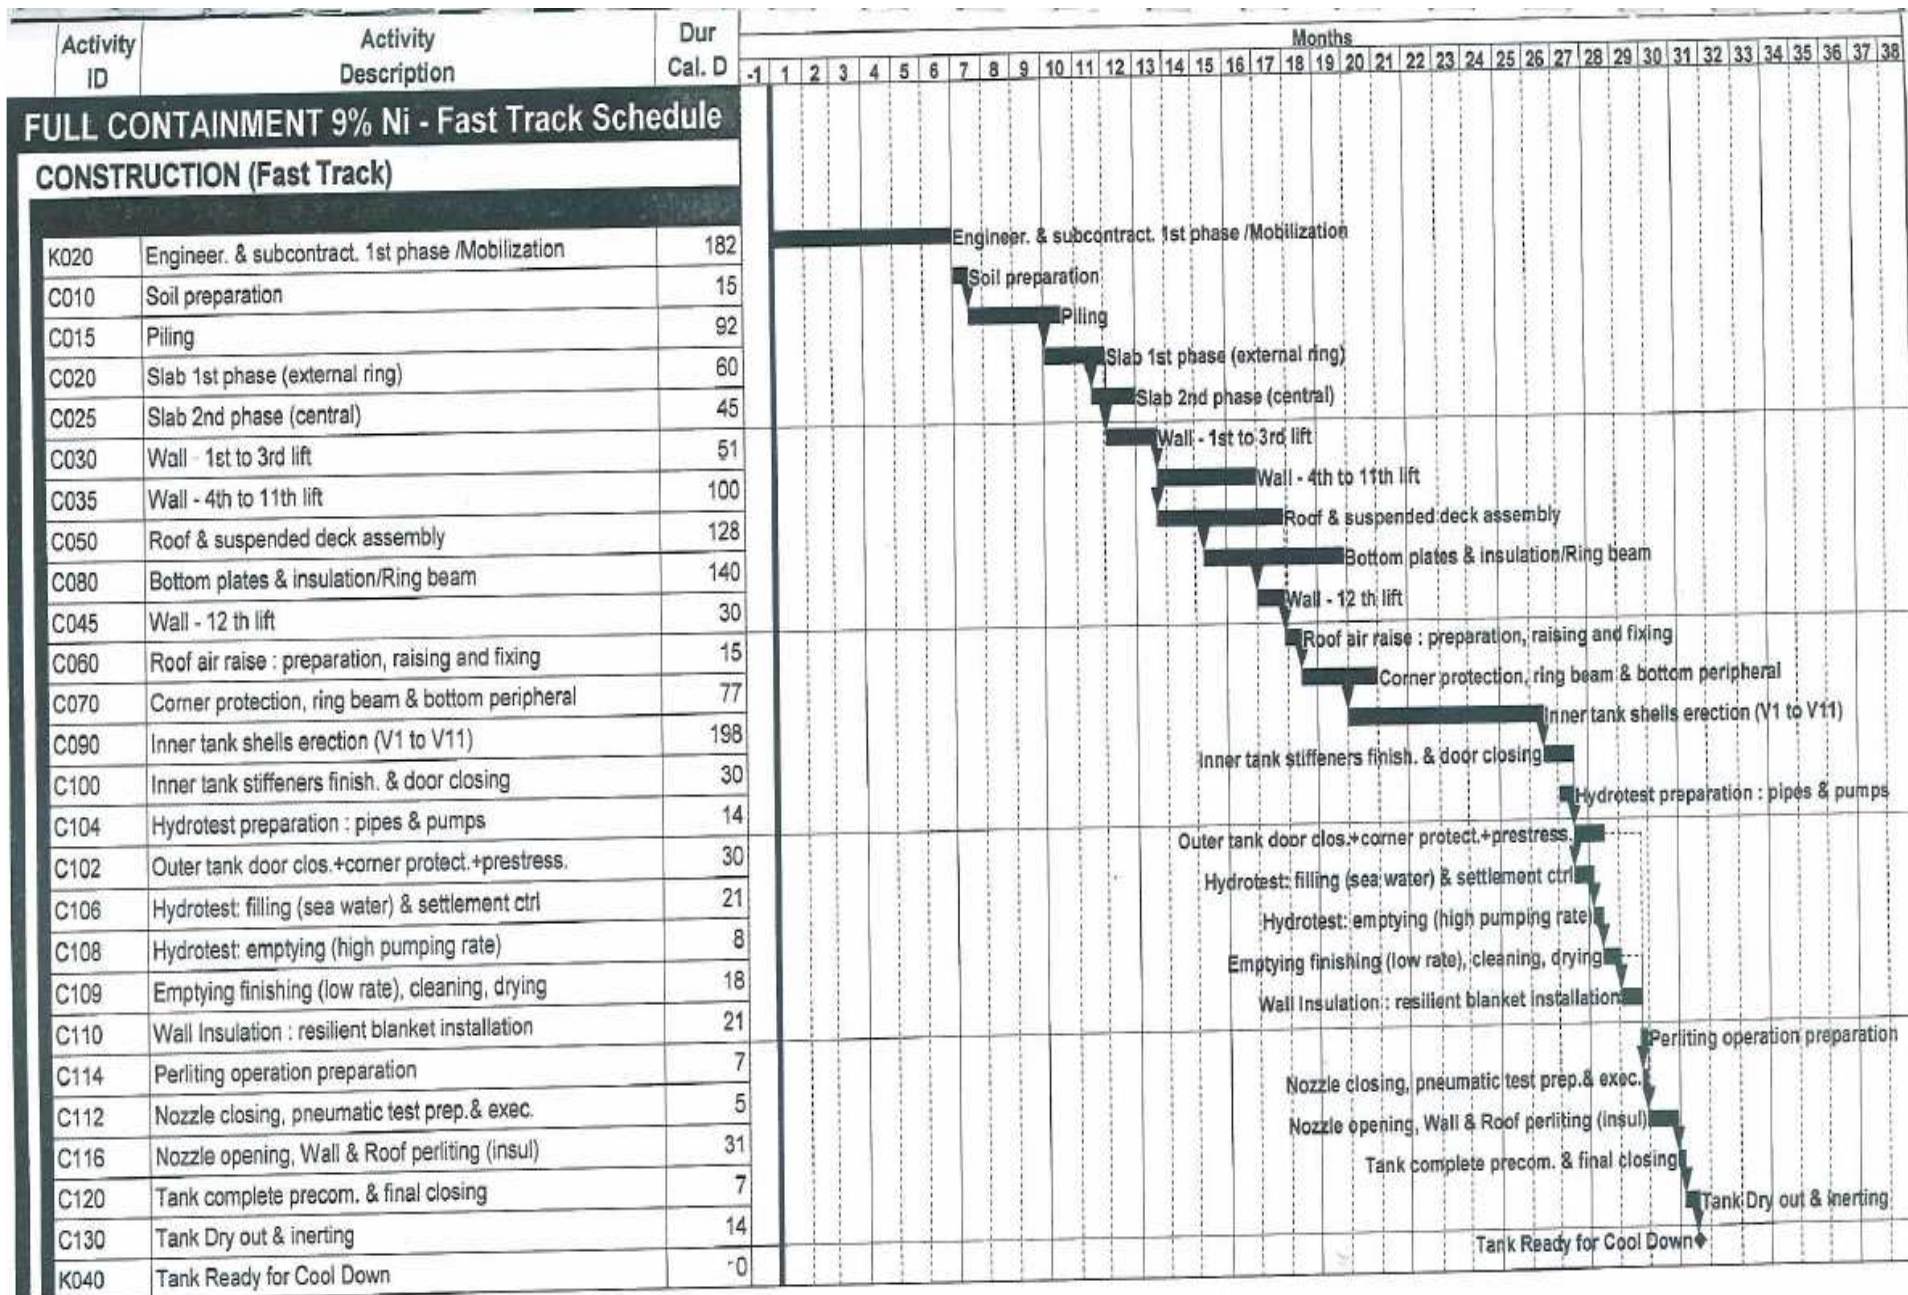 Activity ID Activity Description Dur Cal. D Months
-1 1 2 3 4 5 6 7 8 9 10 11 12 13 14 15 16 17 18 19 20 21 22 23 24 25 26 27 28 29 30 31 32 33 34 35 36 37 38
FULL CONTAINMENT 9% Ni - Fast Track Schedule
CONSTRUCTION (Fast Track)
K020 Engineer. & subcontract. 1st phase /Mobilization 182 Engineer. & subcontract. 1st phase /Mobilization
C010 Soil preparation 15 Soil preparation
C015 Piling 92 Piling
C020 Slab 1st phase (external ring) 60 Slab 1st phase (external ring)
C025 Slab 2nd phase (central) 45 Slab 2nd phase (central)
C030 Wall - 1st to 3rd lift 51 Wall - 1st to 3rd lift
C035 Wall - 4th to 11th lift 100 Wall - 4th to 11th lift
C050 Roof & suspended deck assembly 128 Roof & suspended deck assembly
C080 Bottom plates & insulation/Ring beam 140 Bottom plates & insulation/Ring beam
C045 Wall - 12 th lift 30 Wall - 12 th lift
C060 Roof air raise : preparation, raising and fixing 15 Roof air raise : preparation, raising and fixing
C070 Corner protection, ring beam & bottom peripheral 77 Corner protection, ring beam & bottom peripheral
C090 Inner tank shells erection (V1 to V11) 198 Inner tank shells erection (V1 to V11)
C100 Inner tank stiffeners finish. & door closing 30 Inner tank stiffeners finish. & door closing
C104 Hydrotest preparation : pipes & pumps 14 Hydrotest preparation : pipes & pumps
C102 Outer tank door clos.+corner protect.+prestress. 30 Outer tank door clos.+corner protect.+prestress.
C106 Hydrotest: filling (sea water) & settlement ctrl 21 Hydrotest: filling (sea water) & settlement ctrl
C108 Hydrotest: emptying (high pumping rate) 8 Hydrotest: emptying (high pumping rate)
C109 Emptying finishing (low rate), cleaning, drying 18 Emptying finishing (low rate), cleaning, drying
C110 Wall Insulation : resilient blanket installation 21 Wall Insulation : resilient blanket installation
C114 Perliting operation preparation 7 Perliting operation preparation
C112 Nozzle closing, pneumatic test prep.& exec. 5 Nozzle closing, pneumatic test prep.& exec.
C116 Nozzle opening, Wall & Roof perliting (insul) 31 Nozzle opening, Wall & Roof perliting (insul)
C120 Tank complete precom. & final closing 7 Tank complete precom. & final closing
C130 Tank Dry out & inerting 14 Tank Dry out & inerting
K040 Tank Ready for Cool Down 0 Tank Ready for Cool Down